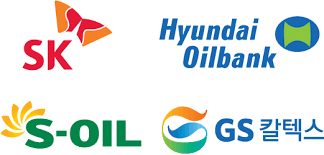 SK
Hyundai
Oilbank
S-OIL
GS 칼텍스